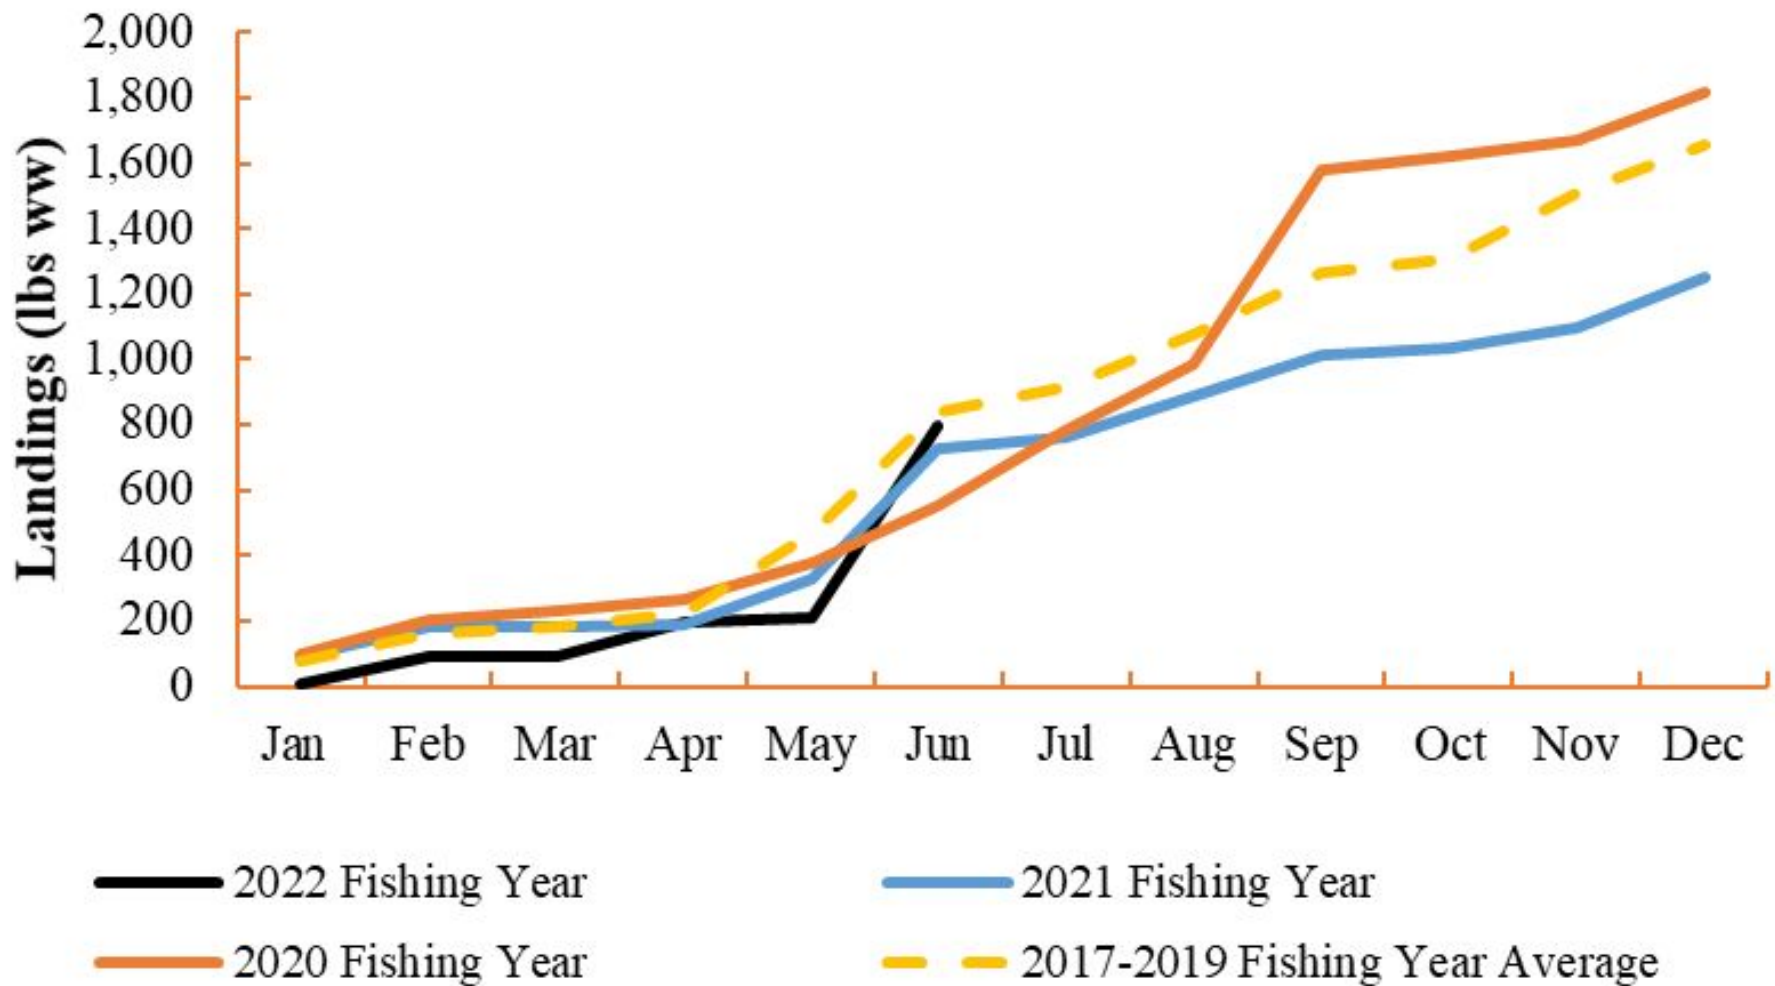 Landings (lbs ww)
2,000
1,800
1,600
1,400
1,200
1,000
800
600
400
200
0
Jan Feb Mar Apr May Jun Jul Aug Sep Oct Nov Dec
2022 Fishing Year 2021 Fishing Year
2020 Fishing Year 2017-2019 Fishing Year Average